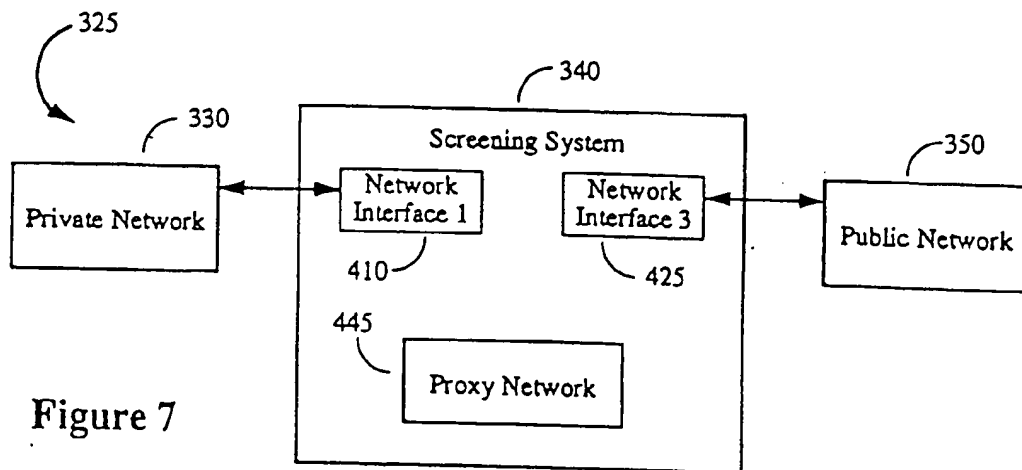 325
340
330
Screening System
350
Private Network
Network
Interface 1
Network
Interface 3
Public Network
410
425
445
Proxy Network
Figure 7